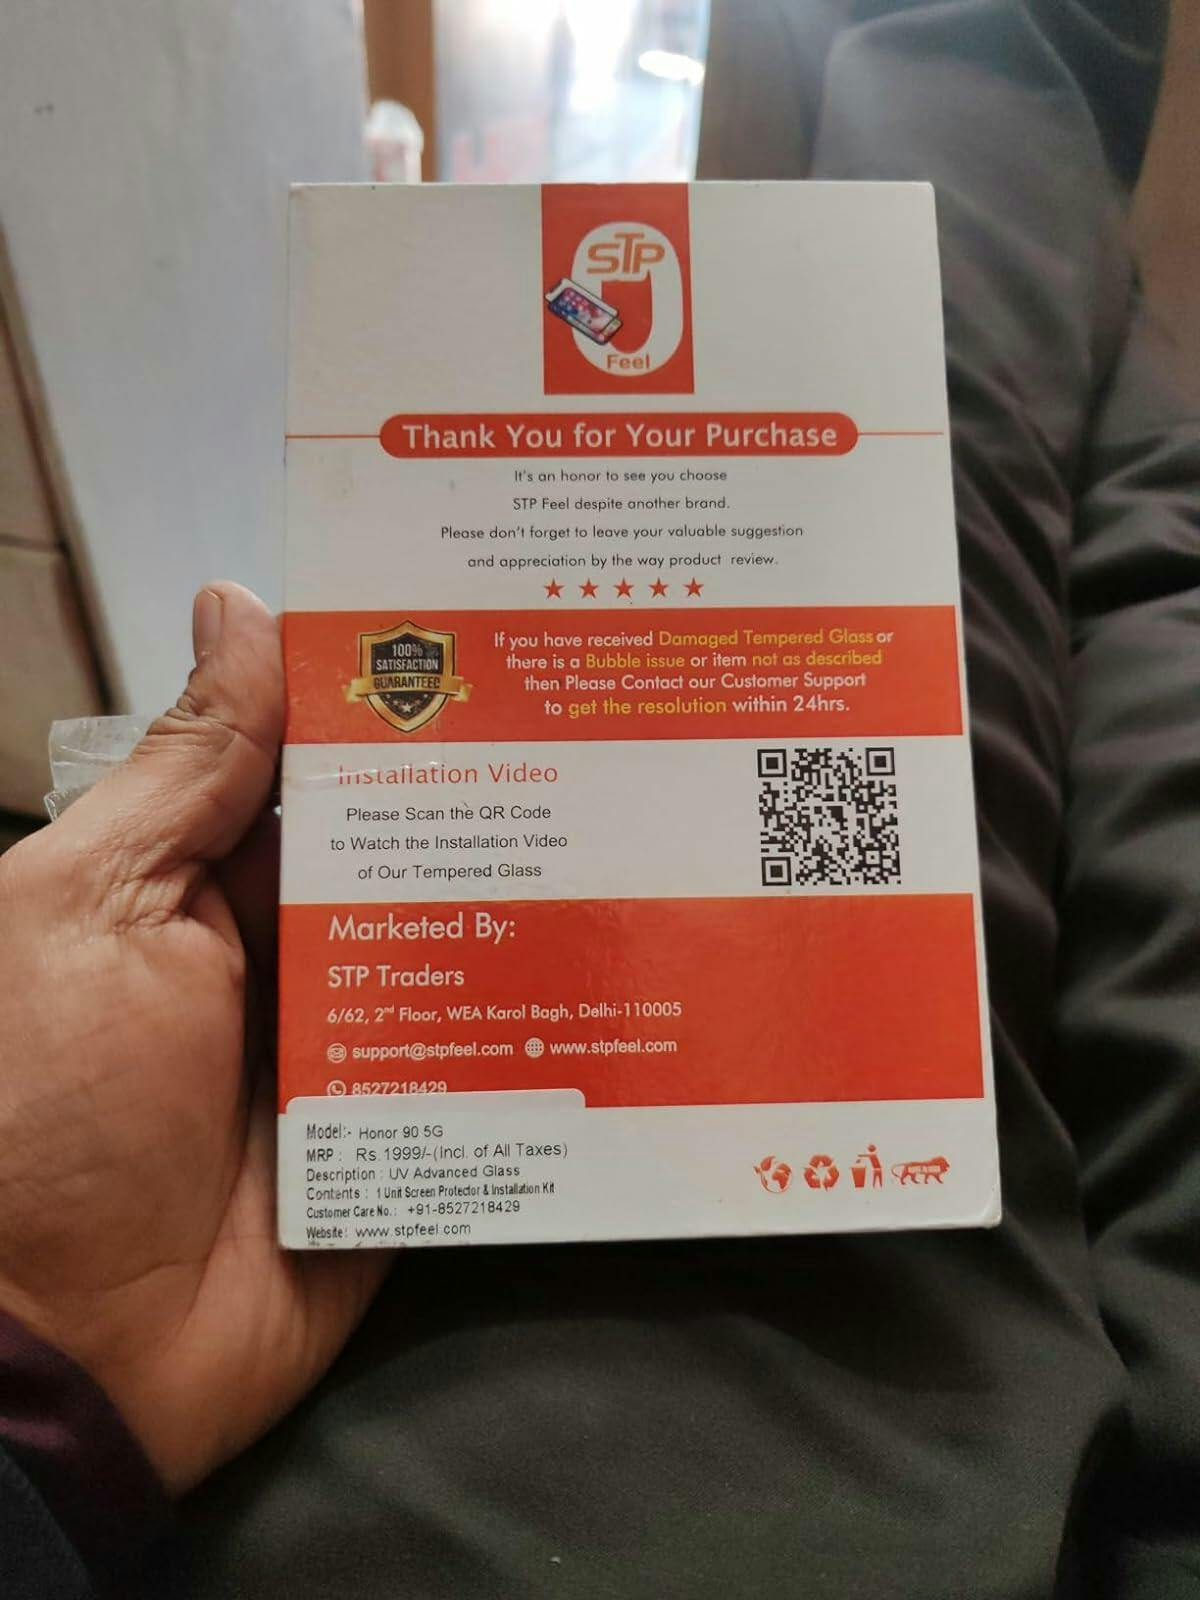 STP
Feel
Thank You for Your Purchase
It's an honor to see you choose
STP Feel despite another brand.
Please don't forget to leave your valuable suggestion
and appreciation by the way product review.
100%
SATISFACTION
GUARANTEED
If you have received Damaged Tempered Glass or
there is a Bubble issue or item not as described
then Please Contact our Customer Support
to get the resolution within 24hrs.
Installation Video
Please Scan the QR Code
to Watch the Installation Video
of Our Tempered Glass
Marketed By:
STP Traders
6/62, 2nd Floor, WEA Karol Bagh, Delhi-110005
support@stpfeel.com www.stpfeel.com
8527218429
Model:- Honor 90 5G
MRP : Rs.1999/-(Incl. of All Taxes)
Description : UV Advanced Glass
Contents : 1 Unit Screen Protector & Installation Kit
Customer Care No.: +91-8527218429
Website: www.stpfeel.com